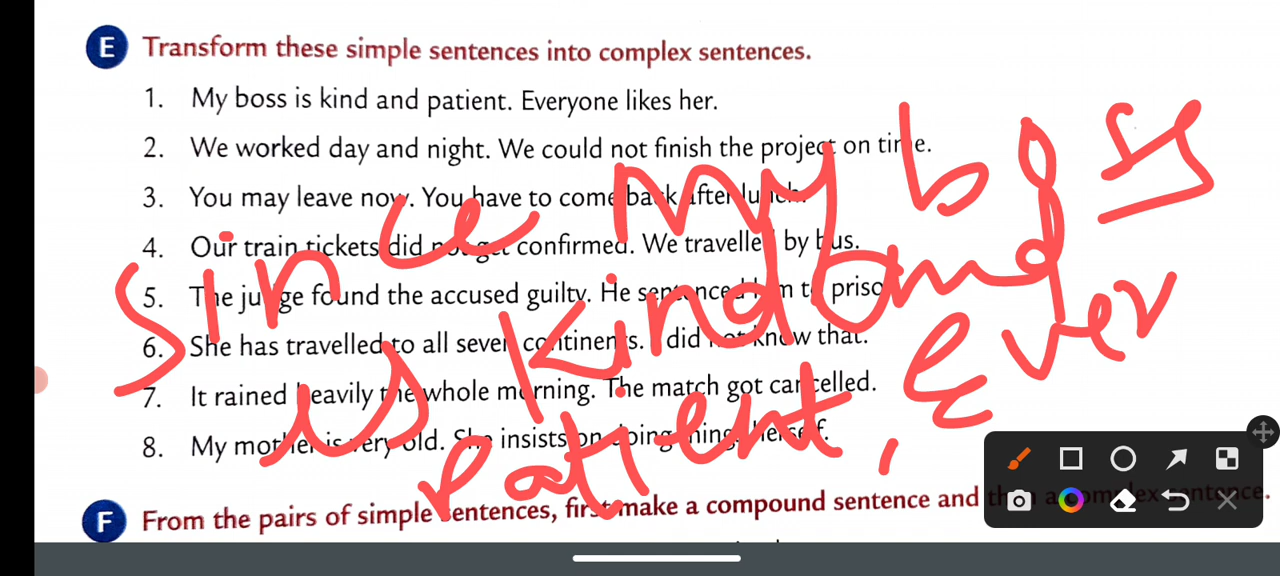 E Transform these simple sentences into complex sentences.
1. My boss is kind and patient. Everyone likes her.
2. We worked day and night. We could not finish the project on time.
3. You may leave now. You have to come back after lunch.
4. Our train tickets did not get confirmed. We travelled by bus.
5. The judge found the accused guilty. He sentenced him to prison.
6. She has travelled to all seven continents. I did not know that.
7. It rained heavily the whole morning. The match got cancelled.
8. My mother is very old. She insists on doing things herself.
F From the pairs of simple sentences, first make a compound sentence and then a complex sentence.
Since My boss
is kind and
patient, Ever